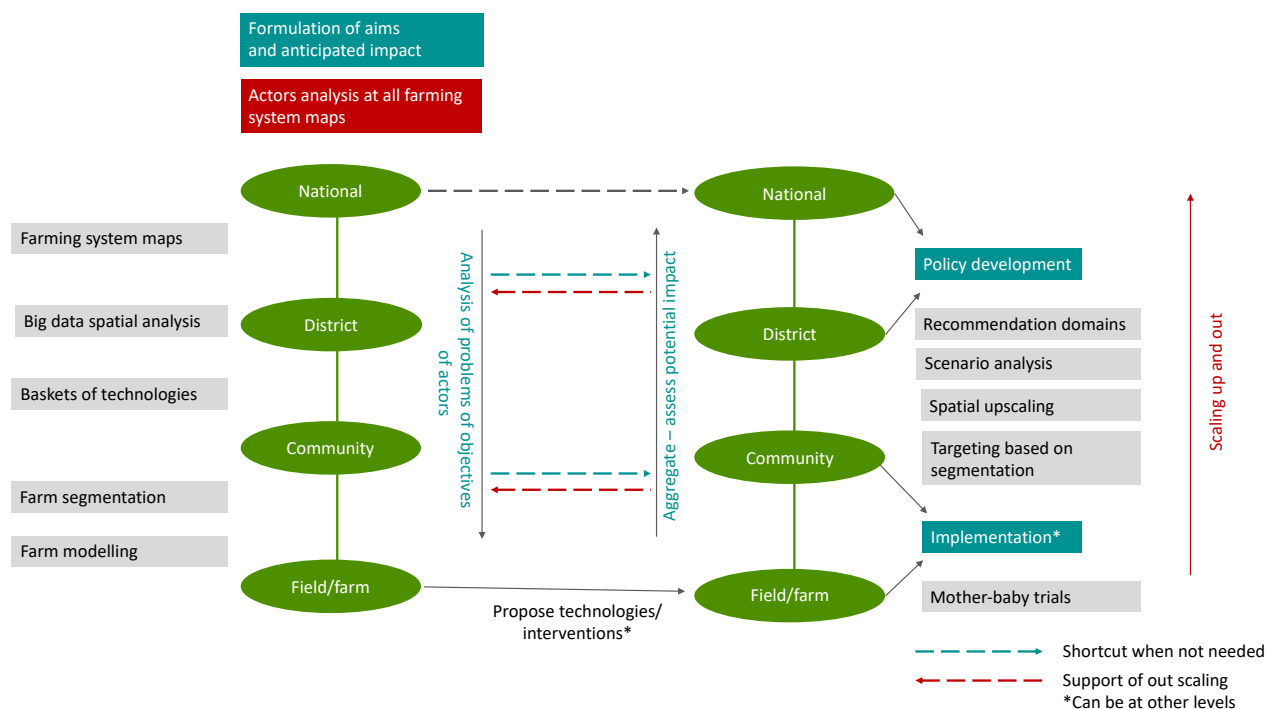 Formulation of aims
and anticipated impact
Actors analysis at all farming
system maps
National
National
Farming system maps
Policy development
Big data spatial analysis
District
District
Recommendation domains
Scenario analysis
Baskets of technologies
Spatial upscaling
Analysis of problems of objectives
of actors
Aggregate – assess potential impact
Scaling up and out
Community
Community
Targeting based on
segmentation
Farm segmentation
Farm modelling
Implementation*
Field/farm
Field/farm
Propose technologies/
interventions*
Mother-baby trials
Shortcut when not needed
Support of out scaling
*Can be at other levels